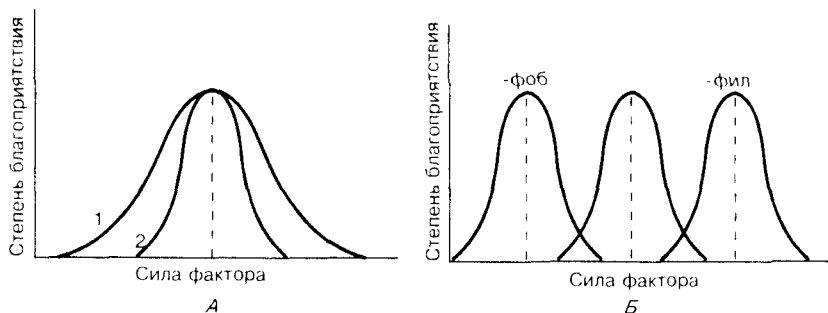 Степень благоприятствия
1
2
Сила фактора
А
Степень благоприятствия
-фоб
-фил
Сила фактора
Б